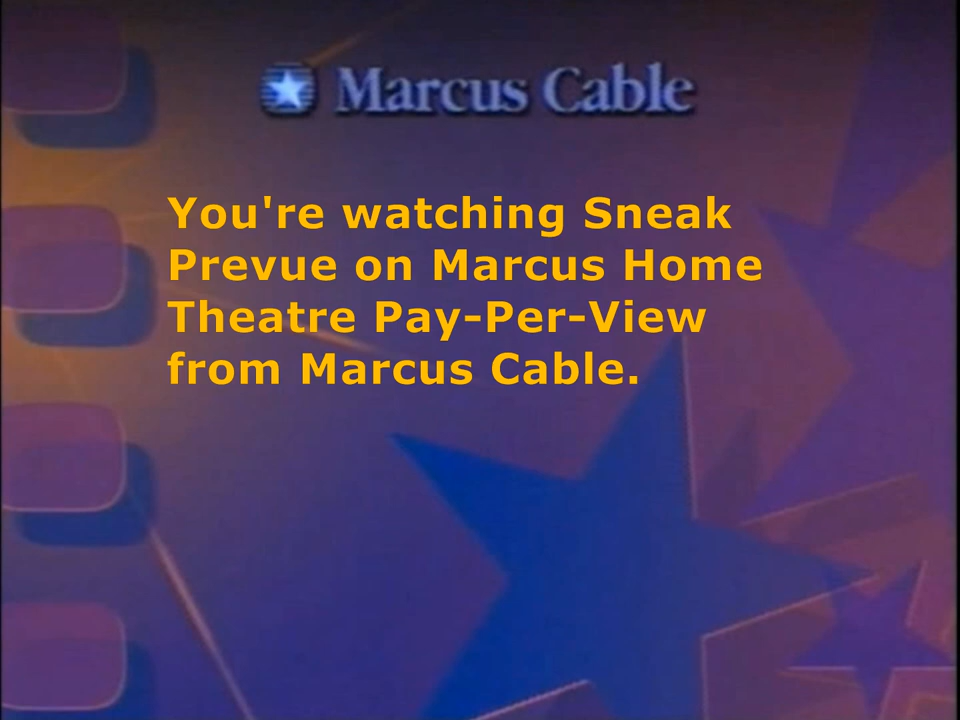 Marcus Cable
You're watching Sneak
Prevue on Marcus Home
Theatre Pay-Per-View
from Marcus Cable.